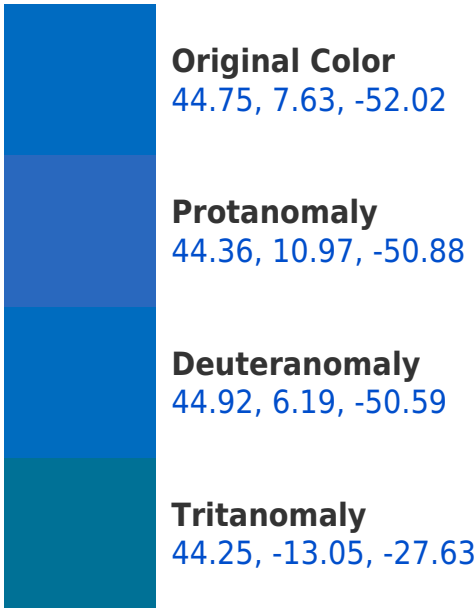 Original Color
44.75, 7.63, -52.02
Protanomaly
44.36, 10.97, -50.88
Deuteranomaly
44.92, 6.19, -50.59
Tritanomaly
44.25, -13.05, -27.63